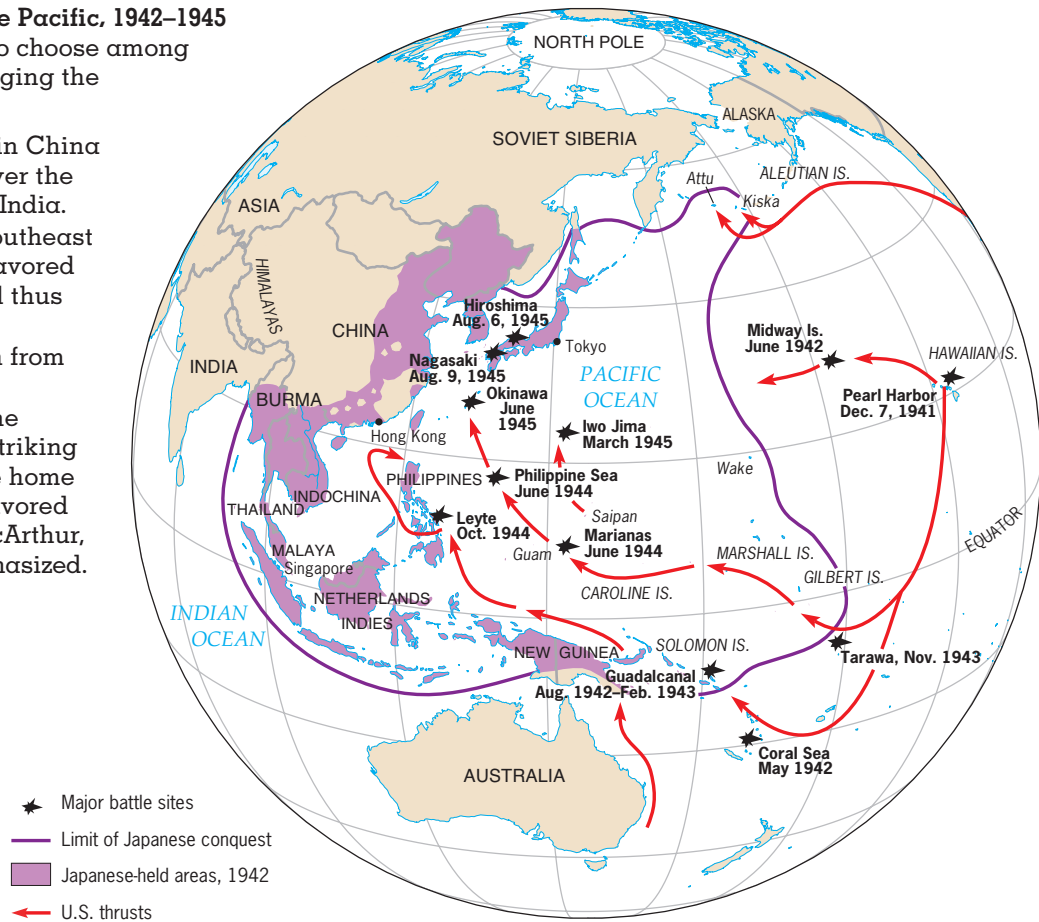 e Pacific, 1942–1945
o choose among
ging the
in China
ver the
India.
outheast
avored
d thus
n from
ne
triking
e home
vored
cArthur,
nasized.
NORTH POLE
ALASKA
SOVIET SIBERIA
ALEUTIAN IS.
Attu
Kiska
ASIA
HIMALAYAS
CHINA
INDIA
BURMA
Hiroshima
Aug. 6, 1945
Tokyo
Nagasaki
Aug. 9, 1945
PACIFIC
OCEAN
Midway Is.
June 1942
HAWAIIAN IS.
Pearl Harbor
Dec. 7, 1941
Okinawa
June
1945
Iwo Jima
March 1945
Hong Kong
Wake
PHILIPPINES
Philippine Sea
June 1944
INDOCHINA
THAILAND
Leyte
Oct. 1944
Saipan
Marianas
June 1944
Guam
EQUATOR
MALAYA
Singapore
MARSHALL IS.
GILBERT IS.
CAROLINE IS.
NETHERLANDS
INDIES
INDIAN
OCEAN
NEW GUINEA
SOLOMON IS.
Tarawa, Nov. 1943
Guadalcanal
Aug. 1942–Feb. 1943
Coral Sea
May 1942
AUSTRALIA
Major battle sites
Limit of Japanese conquest
Japanese-held areas, 1942
U.S. thrusts